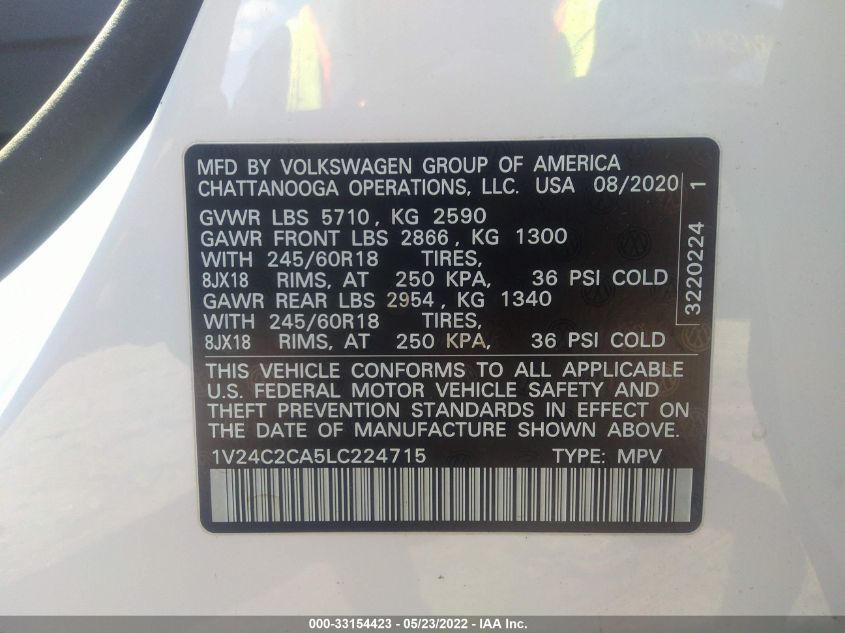 MFD BY VOLKSWAGEN GROUP OF AMERICA
CHATTANOOGA OPERATIONS, LLC. USA 08/2020
GVWR LBS 5710, KG 2590
GAWR FRONT LBS 2866, KG 1300
WITH 245/60R18 TIRES,
8JX18 RIMS, AT 250 KPA, 36 PSI COLD
GAWR REAR LBS 2954, KG 1340
WITH 245/60R18 TIRES,
8JX18 RIMS, AT 250 KPA, 36 PSI COLD
3220224 1
THIS VEHICLE CONFORMS TO ALL APPLICABLE
U.S. FEDERAL MOTOR VEHICLE SAFETY AND
THEFT PREVENTION STANDARDS IN EFFECT ON
THE DATE OF MANUFACTURE SHOWN ABOVE.
1V24C2CA5LC224715 TYPE: MPV
000-33154423 - 05/23/2022 - IAA Inc.